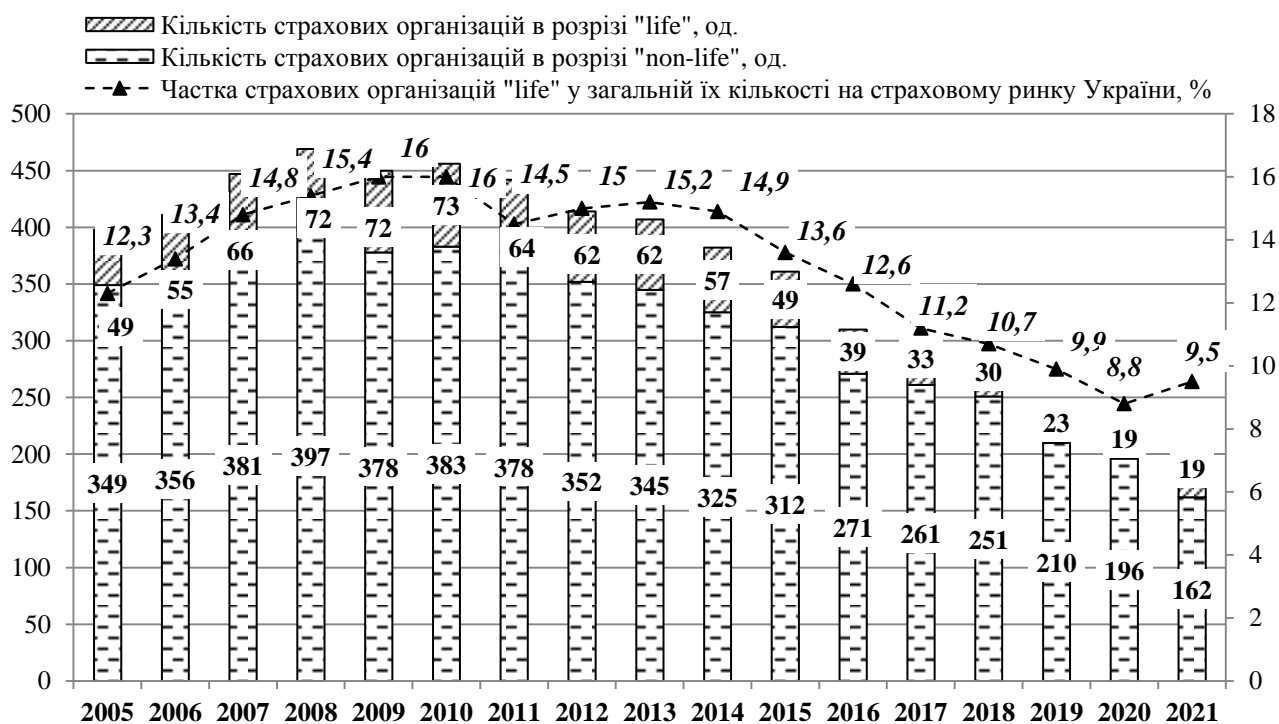 Кількість страхових організацій в розрізі "life", од.
Кількість страхових організацій в розрізі "non-life", од.
Частка страхових організацій "life" у загальній їх кількості на страховому ринку України, %
500 450 400 350 300 250 200 150 100 50 0
18 16 14 12 10 8 6 4 2 0
12,3 13,4 14,8 15,4 16 16 14,5 15 15,2 14,9 13,6 12,6 11,2 10,7 9,9 8,8 9,5
49 55 66 72 72 73 64 62 62 57 49 39 33 30 23 19 19
349 356 381 397 378 383 378 352 345 325 312 271 261 251 210 196 162
2005 2006 2007 2008 2009 2010 2011 2012 2013 2014 2015 2016 2017 2018 2019 2020 2021